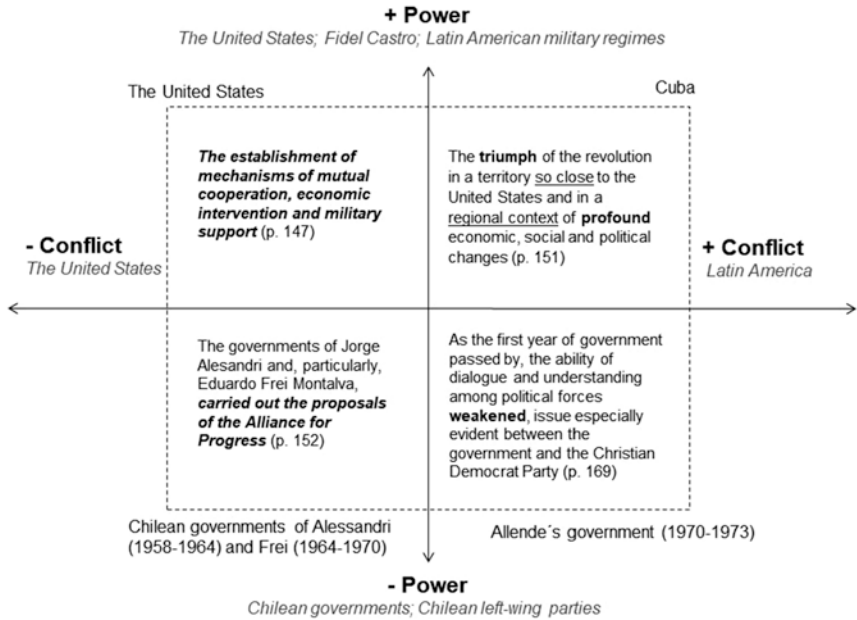 + Power
The United States; Fidel Castro; Latin American military regimes
The United States
Cuba
The establishment of
mechanisms of mutual
cooperation, economic
intervention and military
support (p. 147)
The triumph of the revolution
in a territory so close to the
United States and in a
regional context of profound
economic, social and political
changes (p. 151)
- Conflict
The United States
+ Conflict
Latin America
The governments of Jorge
Alesandri and, particularly,
Eduardo Frei Montalva,
carried out the proposals
of the Alliance for
Progress (p. 152)
As the first year of government
passed by, the ability of
dialogue and understanding
among political forces
weakened, issue especially
evident between the
government and the Christian
Democrat Party (p. 169)
Chilean governments of Alessandri
(1958-1964) and Frei (1964-1970)
Allende´s government (1970-1973)
- Power
Chilean governments; Chilean left-wing parties